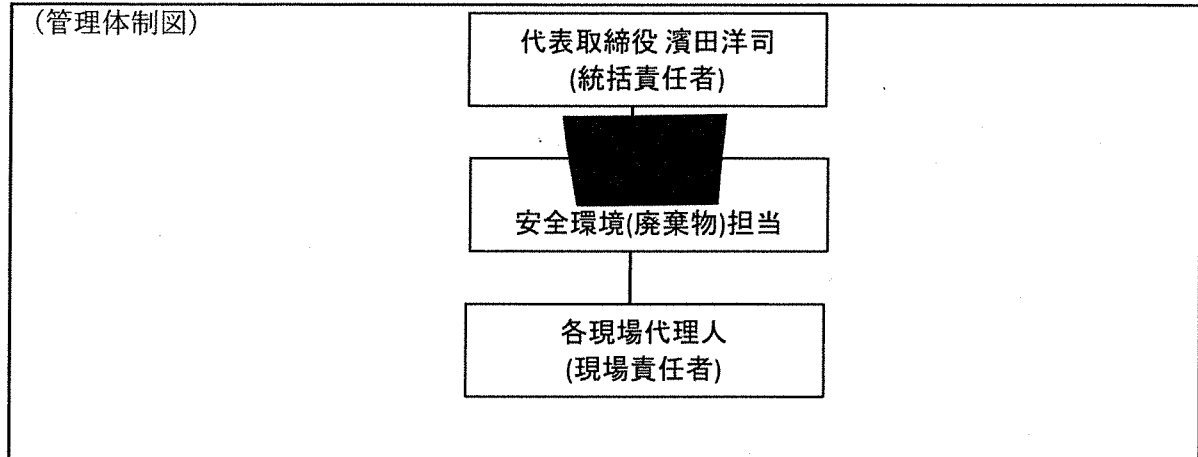 (管理体制図)
代表取締役 濱田洋司
(統括責任者)
安全環境(廃棄物)担当
各現場代理人
(現場責任者)